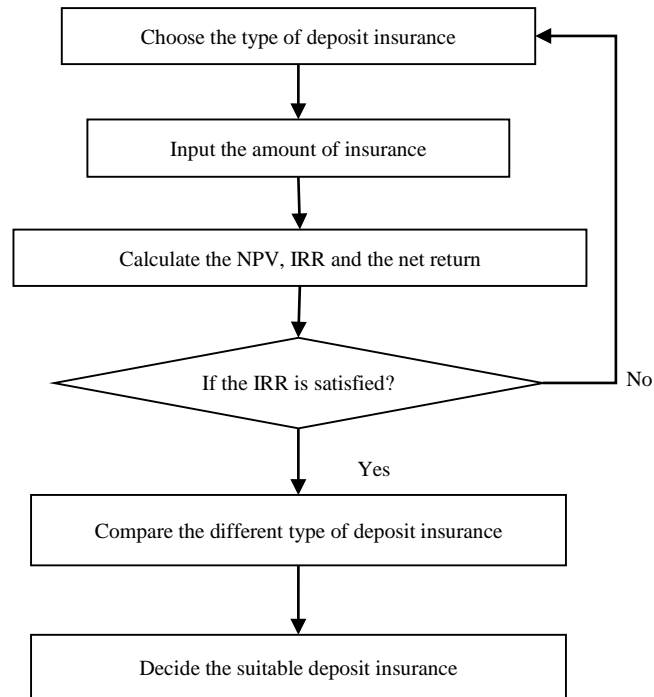 Choose the type of deposit insurance
Input the amount of insurance
Calculate the NPV, IRR and the net return
If the IRR is satisfied?
No
Yes
Compare the different type of deposit insurance
Decide the suitable deposit insurance